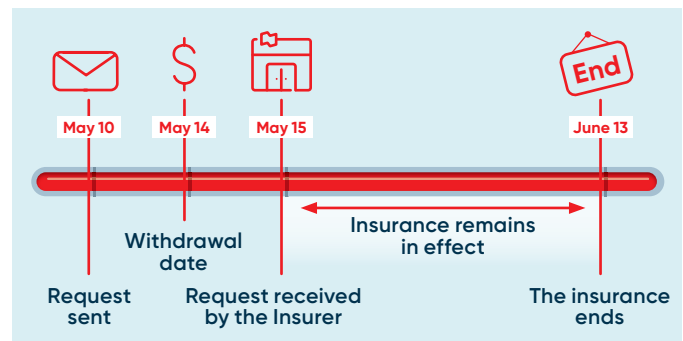 End
May 10
May 14
May 15
June 13
Insurance remains
in effect
Withdrawal
date
Request
sent
Request received
by the Insurer
The insurance
ends